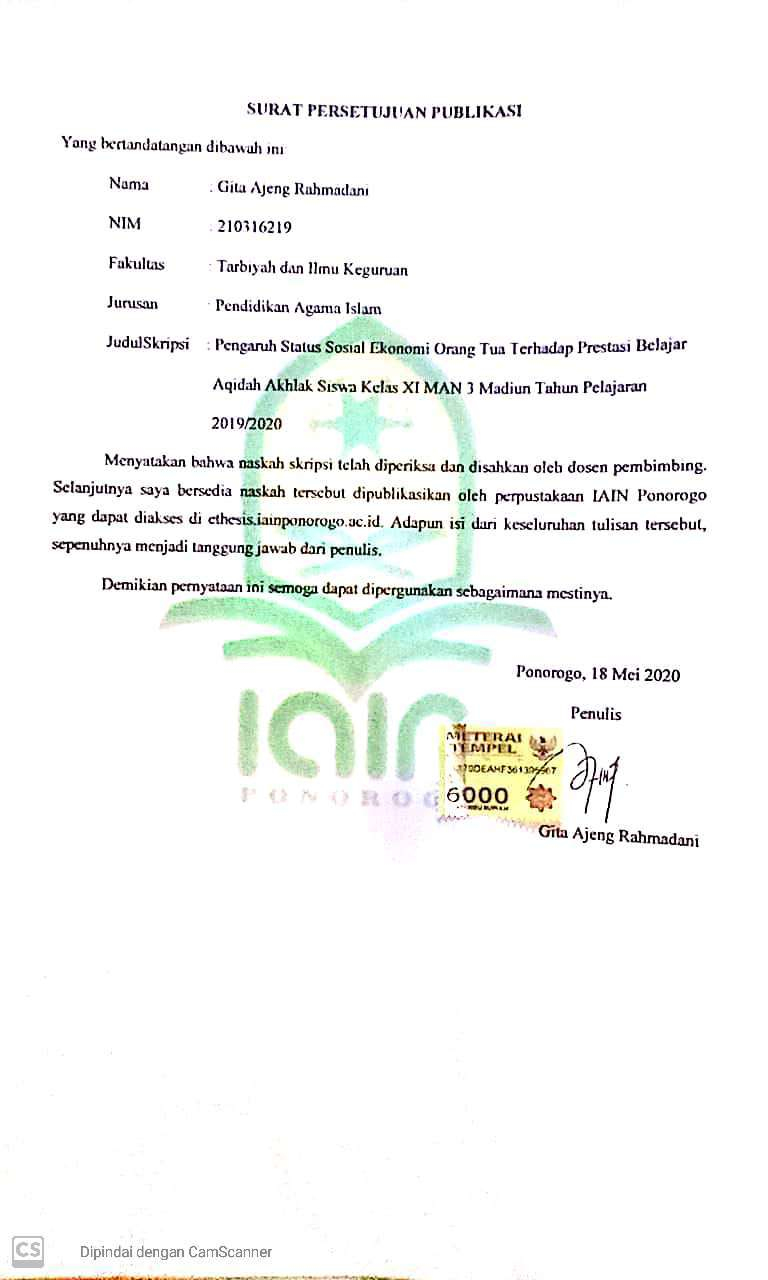 SURAT PERSETUJUAN PUBLIKASI
Yang bertandatangan dibawah ini
Nama : Gita Ajeng Rahmadani
NIM : 210316219
Fakultas : Tarbiyah dan Ilmu Keguruan
Jurusan : Pendidikan Agama Islam
JudulSkripsi : Pengaruh Status Sosial Ekonomi Orang Tua Terhadap Prestasi Belajar
Aqidah Akhlak Siswa Kelas XI MAN 3 Madiun Tahun Pelajaran
2019/2020
Menyatakan bahwa naskah skripsi telah diperiksa dan disahkan oleh dosen pembimbing.
Selanjutnya saya bersedia naskah tersebut dipublikasikan oleh perpustakaan IAIN Ponorogo
yang dapat diakses di ethesis.iainponorogo.ac.id. Adapun isi dari keseluruhan tulisan tersebut,
sepenuhnya menjadi tanggung jawab dari penulis.
Demikian pernyataan ini semoga dapat dipergunakan sebagaimana mestinya.
Ponorogo, 18 Mei 2020
Penulis
IAIN
PONOROG
METERAI
TEMPEL
6000
Gita Ajeng Rahmadani
CS Dipindai dengan CamScanner